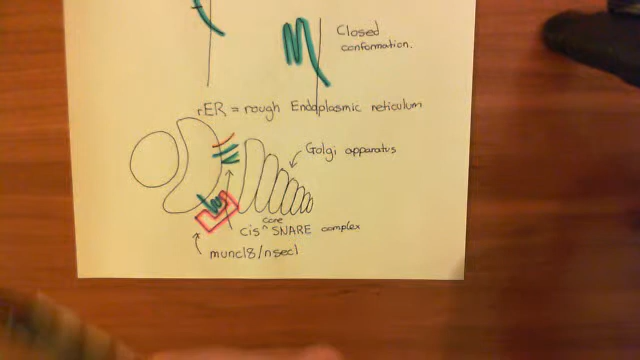 Closed
conformation.
rER = rough Endoplasmic reticulum
Golgi apparatus
core
cis ^ SNARE complex
munc18/nsec1